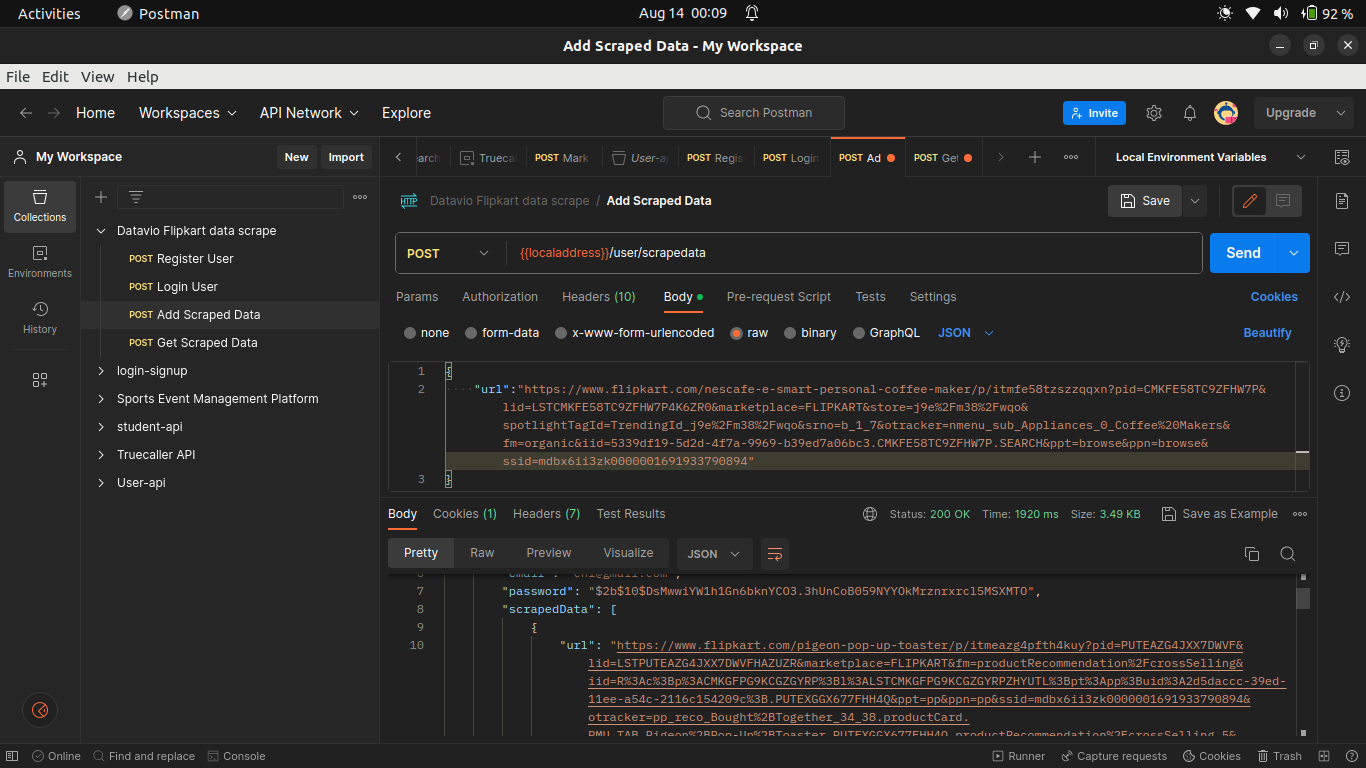 Activities Postman Aug 14 00:09 92 %
Add Scraped Data - My Workspace
File Edit View Help
Home Workspaces API Network Explore Search Postman Invite Upgrade
My Workspace New Import
earch Trueca POST Mark User-a POST Regis POST Login POST Ad POST Get Local Environment Variables
Collections
Environments
History
Datavio Flipkart data scrape
POST Register User
POST Login User
POST Add Scraped Data
POST Get Scraped Data
login-signup
Sports Event Management Platform
student-api
Truecaller API
User-api
HTTP Datavio Flipkart data scrape / Add Scraped Data Save
POST {{localaddress}}/user/scrapedata Send
Params Authorization Headers (10) Body Pre-request Script Tests Settings Cookies
none form-data x-www-form-urlencoded raw binary GraphQL JSON Beautify
1 {
2 "url":"https://www.flipkart.com/nescafe-e-smart-personal-coffee-maker/p/itmfe58tzszzqqxn?pid=CMKFE58TC9ZFHW7P&
lid=LSTCMKFE58TC9ZFHW7P4K6ZR0&marketplace=FLIPKART&store=j9e%2Fm38%2Fwqo&
spotlightTagId=TrendingId_j9e%2Fm38%2Fwqo&srno=b_1_7&otracker=nmenu_sub_Appliances_0_Coffee%20Makers&
fm=organic&iid=5339df19-5d2d-4f7a-9969-b39ed7a06bc3.CMKFE58TC9ZFHW7P.SEARCH&ppt=browse&ppn=browse&
ssid=mdbx6ii3zk0000001691933790894"
3 }
Body Cookies (1) Headers (7) Test Results Status: 200 OK Time: 1920 ms Size: 3.49 KB Save as Example
Pretty Raw Preview Visualize JSON
7 "password": "$2b$10$DsMwwiYW1h1Gn6bknYCO3.3hUnCoB059NYYOkMrznrxrcl5MSXMTO",
8 "scrapedData": [
9 {
10 "url": "https://www.flipkart.com/pigeon-pop-up-toaster/p/itmeazg4pfth4kuy?pid=PUTEAZG4JXX7DWVF&
lid=LSTPUTEAZG4JXX7DWVFHAZUZR&marketplace=FLIPKART&fm=productRecommendation%2FcrossSelling&
iid=R%3Ac%3Bp%3ACMKGFPG9KCGZGYRP%3Bl%3ALSTCMKGFPG9KCGZGYRPZHYUTL%3Bpt%3App%3Buid%3A2d5daccc-39ed-
11ee-a54c-2116c154209c%3B.PUTEXGGX677FHH4Q&ppt=pp&ppn=pp&ssid=mdbx6ii3zk0000001691933790894&
otracker=pp_reco_Bought%2BTogether_34_38.productCard.
Online Find and replace Console Runner Capture requests Cookies Trash